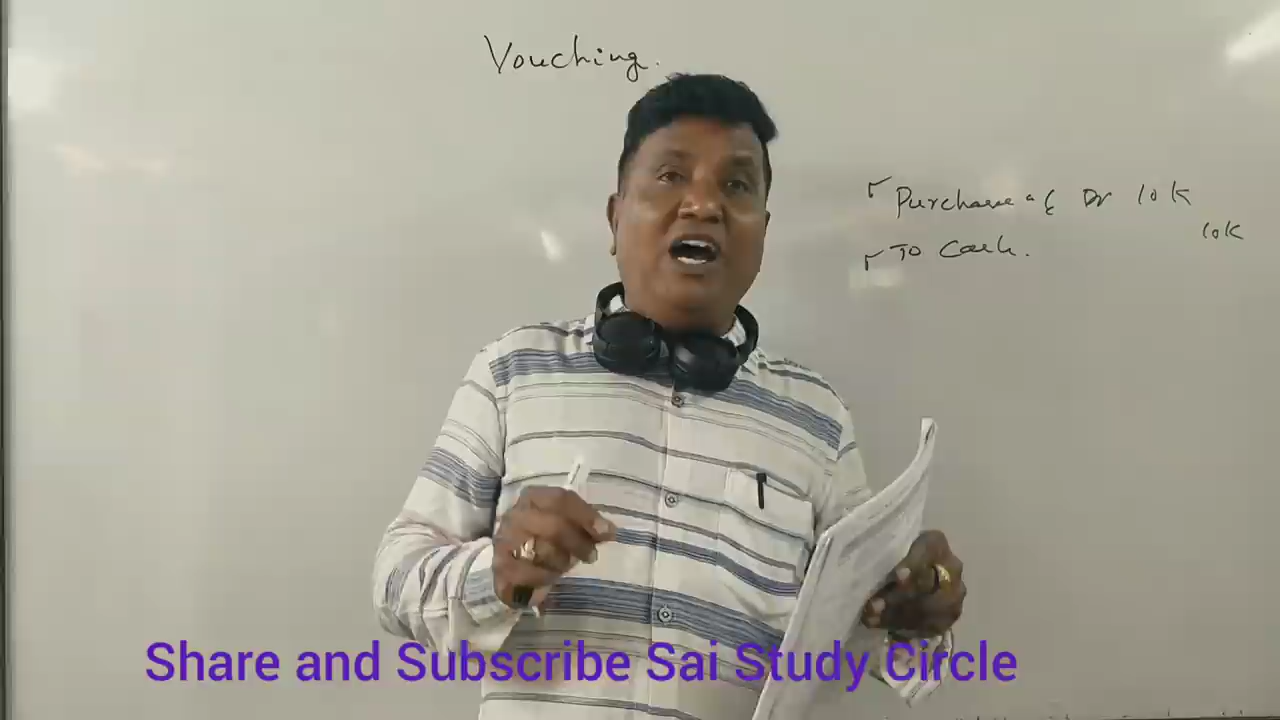 Vouching.
Purchase a/c Dr 10K
10K
To Cash.
Share and Subscribe Sai Study Circle